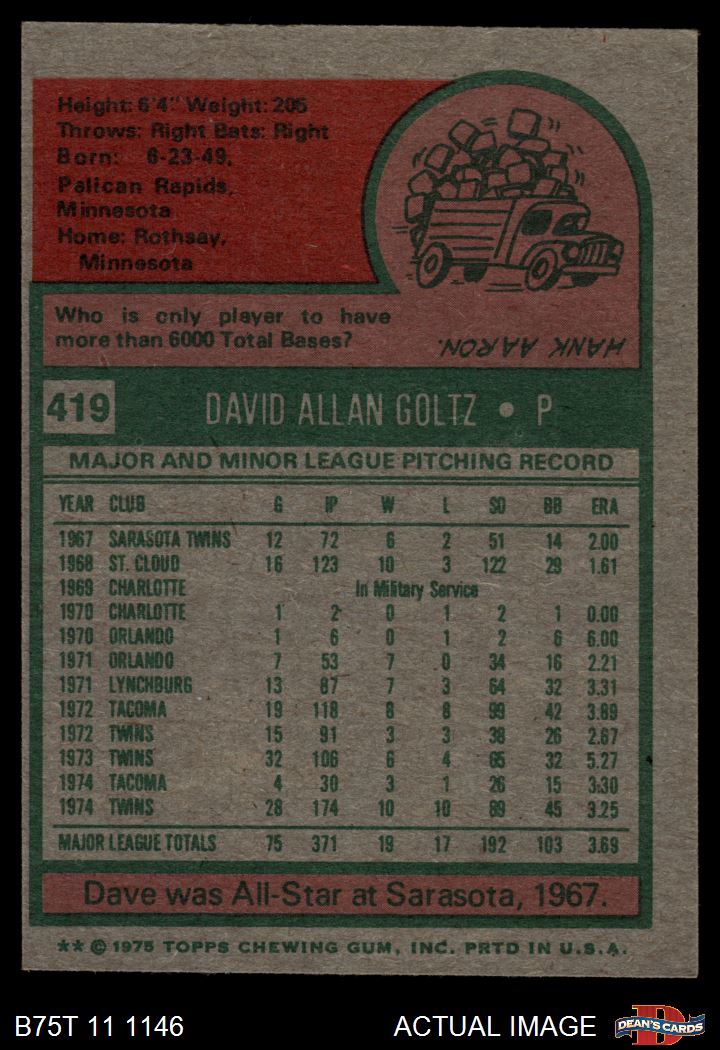 Height: 6'4" Weight: 205
Throws: Right Bats: Right
Born: 6-23-49,
Pelican Rapids,
Minnesota
Home: Rothsay,
Minnesota
Who is only player to have
more than 6000 Total Bases?
HANK AARON.
419 DAVID ALLAN GOLTZ • P
MAJOR AND MINOR LEAGUE PITCHING RECORD
YEAR CLUB G IP W L SO BB ERA
1967 SARASOTA TWINS 12 72 6 2 51 14 2.00
1968 ST. CLOUD 16 123 10 3 122 29 1.61
1969 CHARLOTTE In Military Service
1970 CHARLOTTE 1 2 0 1 2 1 0.00
1970 ORLANDO 1 6 0 1 2 6 6.00
1971 ORLANDO 7 53 7 0 34 16 2.21
1971 LYNCHBURG 13 87 7 3 64 32 3.31
1972 TACOMA 19 118 8 8 99 42 3.89
1972 TWINS 15 91 3 3 38 26 2.67
1973 TWINS 32 106 6 4 65 32 5.27
1974 TACOMA 4 30 3 1 26 15 3.30
1974 TWINS 28 174 10 10 89 45 3.25
MAJOR LEAGUE TOTALS 75 371 19 17 192 103 3.69
Dave was All-Star at Sarasota, 1967.
** © 1975 TOPPS CHEWING GUM, INC. PRTD IN U.S.A.
B75T 11 1146 ACTUAL IMAGE DEAN'S CARDS